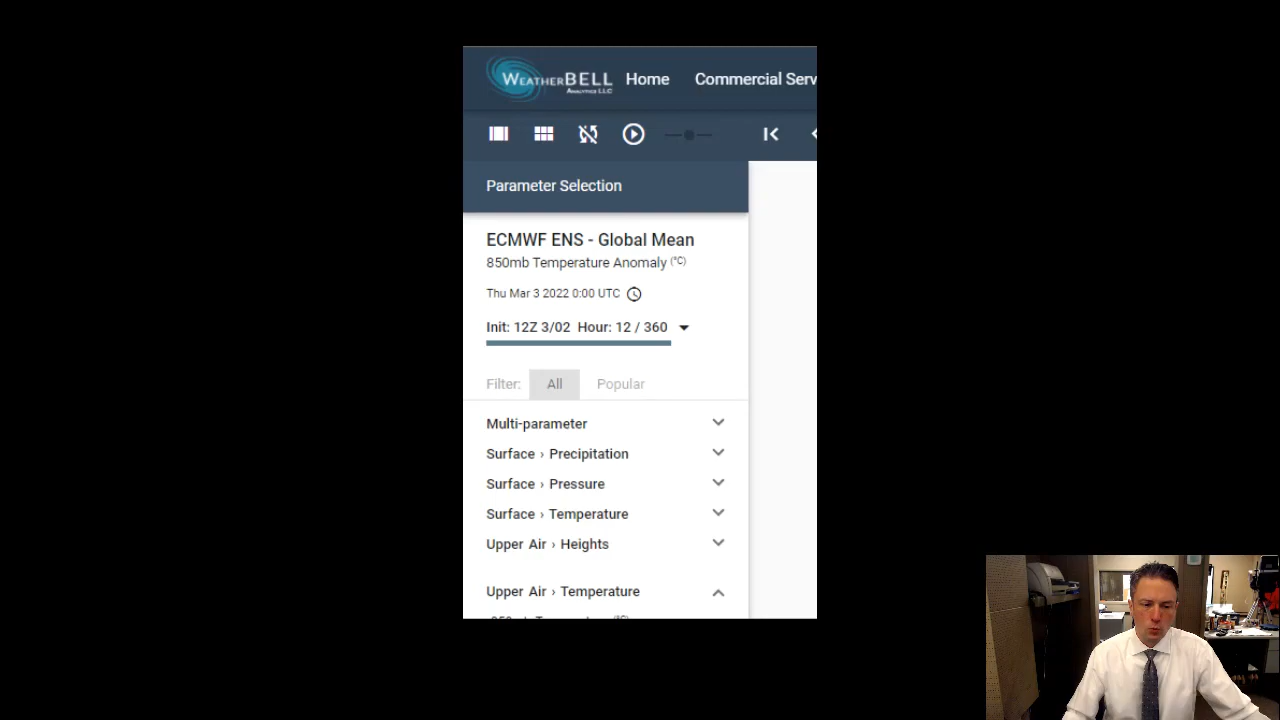 WEATHERBELL
ANALYTICS LLC
Home
Commercial Serv
Parameter Selection
ECMWF ENS - Global Mean
850mb Temperature Anomaly (°C)
Thu Mar 3 2022 0:00 UTC
Init: 12Z 3/02 Hour: 12 / 360
Filter: All Popular
Multi-parameter
Surface › Precipitation
Surface › Pressure
Surface › Temperature
Upper Air › Heights
Upper Air › Temperature